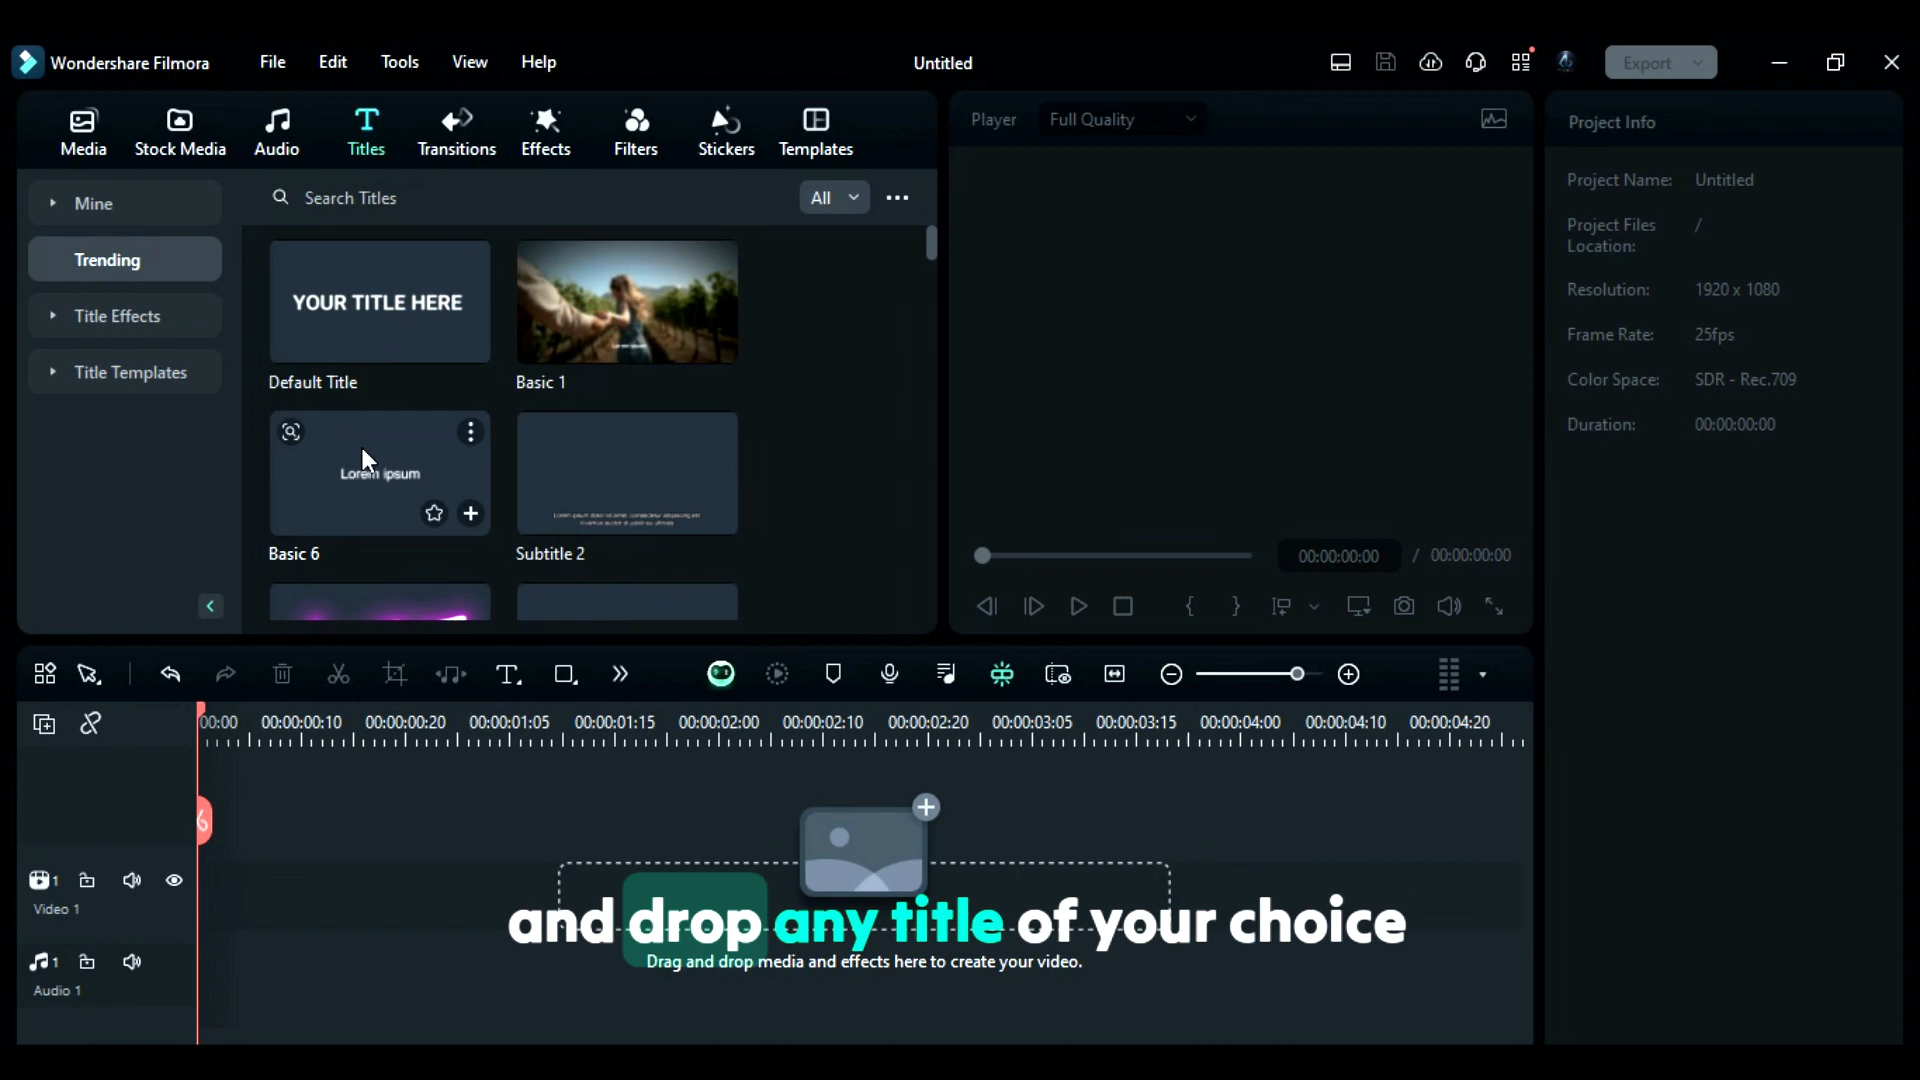 Wondershare Filmora
File Edit Tools View Help
Untitled
Export
Media Stock Media Audio Titles Transitions Effects Filters Stickers Templates
Player Full Quality
Project Info
Mine
Trending
Title Effects
Title Templates
Search Titles All
YOUR TITLE HERE
Default Title
Basic 1
Lorem ipsum
Basic 6
Subtitle 2
Project Name: Untitled
Project Files Location: /
Resolution: 1920 x 1080
Frame Rate: 25fps
Color Space: SDR - Rec.709
Duration: 00:00:00:00
00:00:00:00 / 00:00:00:00
00:00 00:00:00:10 00:00:00:20 00:00:01:05 00:00:01:15 00:00:02:00 00:00:02:10 00:00:02:20 00:00:03:05 00:00:03:15 00:00:04:00 00:00:04:10 00:00:04:20
1
Video 1
and drop any title of your choice
Drag and drop media and effects here to create your video.
1
Audio 1